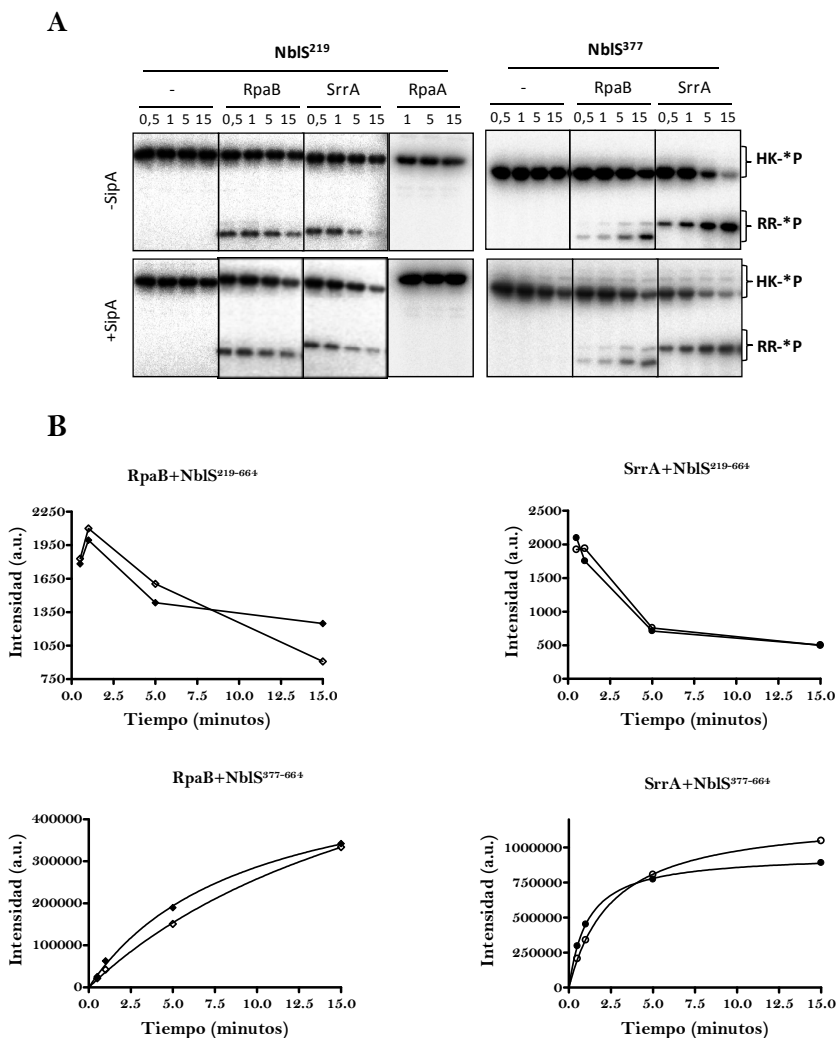 A
NblS219 NblS377
- RpaB SrrA RpaA - RpaB SrrA
0,5 1 5 15 0,5 1 5 15 0,5 1 5 15 1 5 15 0,5 1 5 15 0,5 1 5 15 0,5 1 5 15
-SipA HK-*P
RR-*P
+SipA HK-*P
RR-*P
B
RpaB+NblS219-664
Intensidad (a.u.)
2250
1950
1650
1350
1050
750
0.0 2.5 5.0 7.5 10.0 12.5 15.0
Tiempo (minutos)
SrrA+NblS219-664
Intensidad (a.u.)
2500
2000
1500
1000
500
0
0.0 2.5 5.0 7.5 10.0 12.5 15.0
Tiempo (minutos)
RpaB+NblS377-664
Intensidad (a.u.)
400000
300000
200000
100000
0
0.0 2.5 5.0 7.5 10.0 12.5 15.0
Tiempo (minutos)
SrrA+NblS377-664
Intensidad (a.u.)
1000000
750000
500000
250000
0
0.0 2.5 5.0 7.5 10.0 12.5 15.0
Tiempo (minutos)